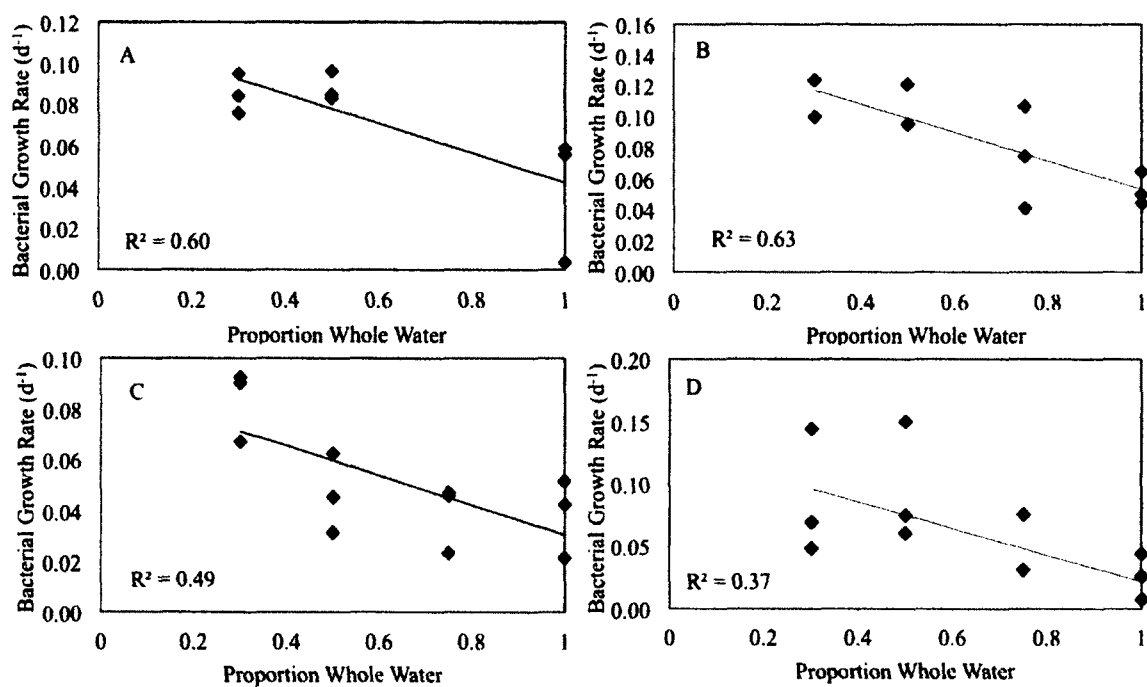 Bacterial Growth Rate (d⁻¹)
A
0.12
0.10
0.08
0.06
0.04
0.02
0.00
R² = 0.60
0 0.2 0.4 0.6 0.8 1
Proportion Whole Water
Bacterial Growth Rate (d⁻¹)
B
0.16
0.14
0.12
0.10
0.08
0.06
0.04
0.02
0.00
R² = 0.63
0 0.2 0.4 0.6 0.8 1
Proportion Whole Water
Bacterial Growth Rate (d⁻¹)
C
0.10
0.08
0.06
0.04
0.02
0.00
R² = 0.49
0 0.2 0.4 0.6 0.8 1
Proportion Whole Water
Bacterial Growth Rate (d⁻¹)
D
0.20
0.15
0.10
0.05
0.00
R² = 0.37
0 0.2 0.4 0.6 0.8 1
Proportion Whole Water